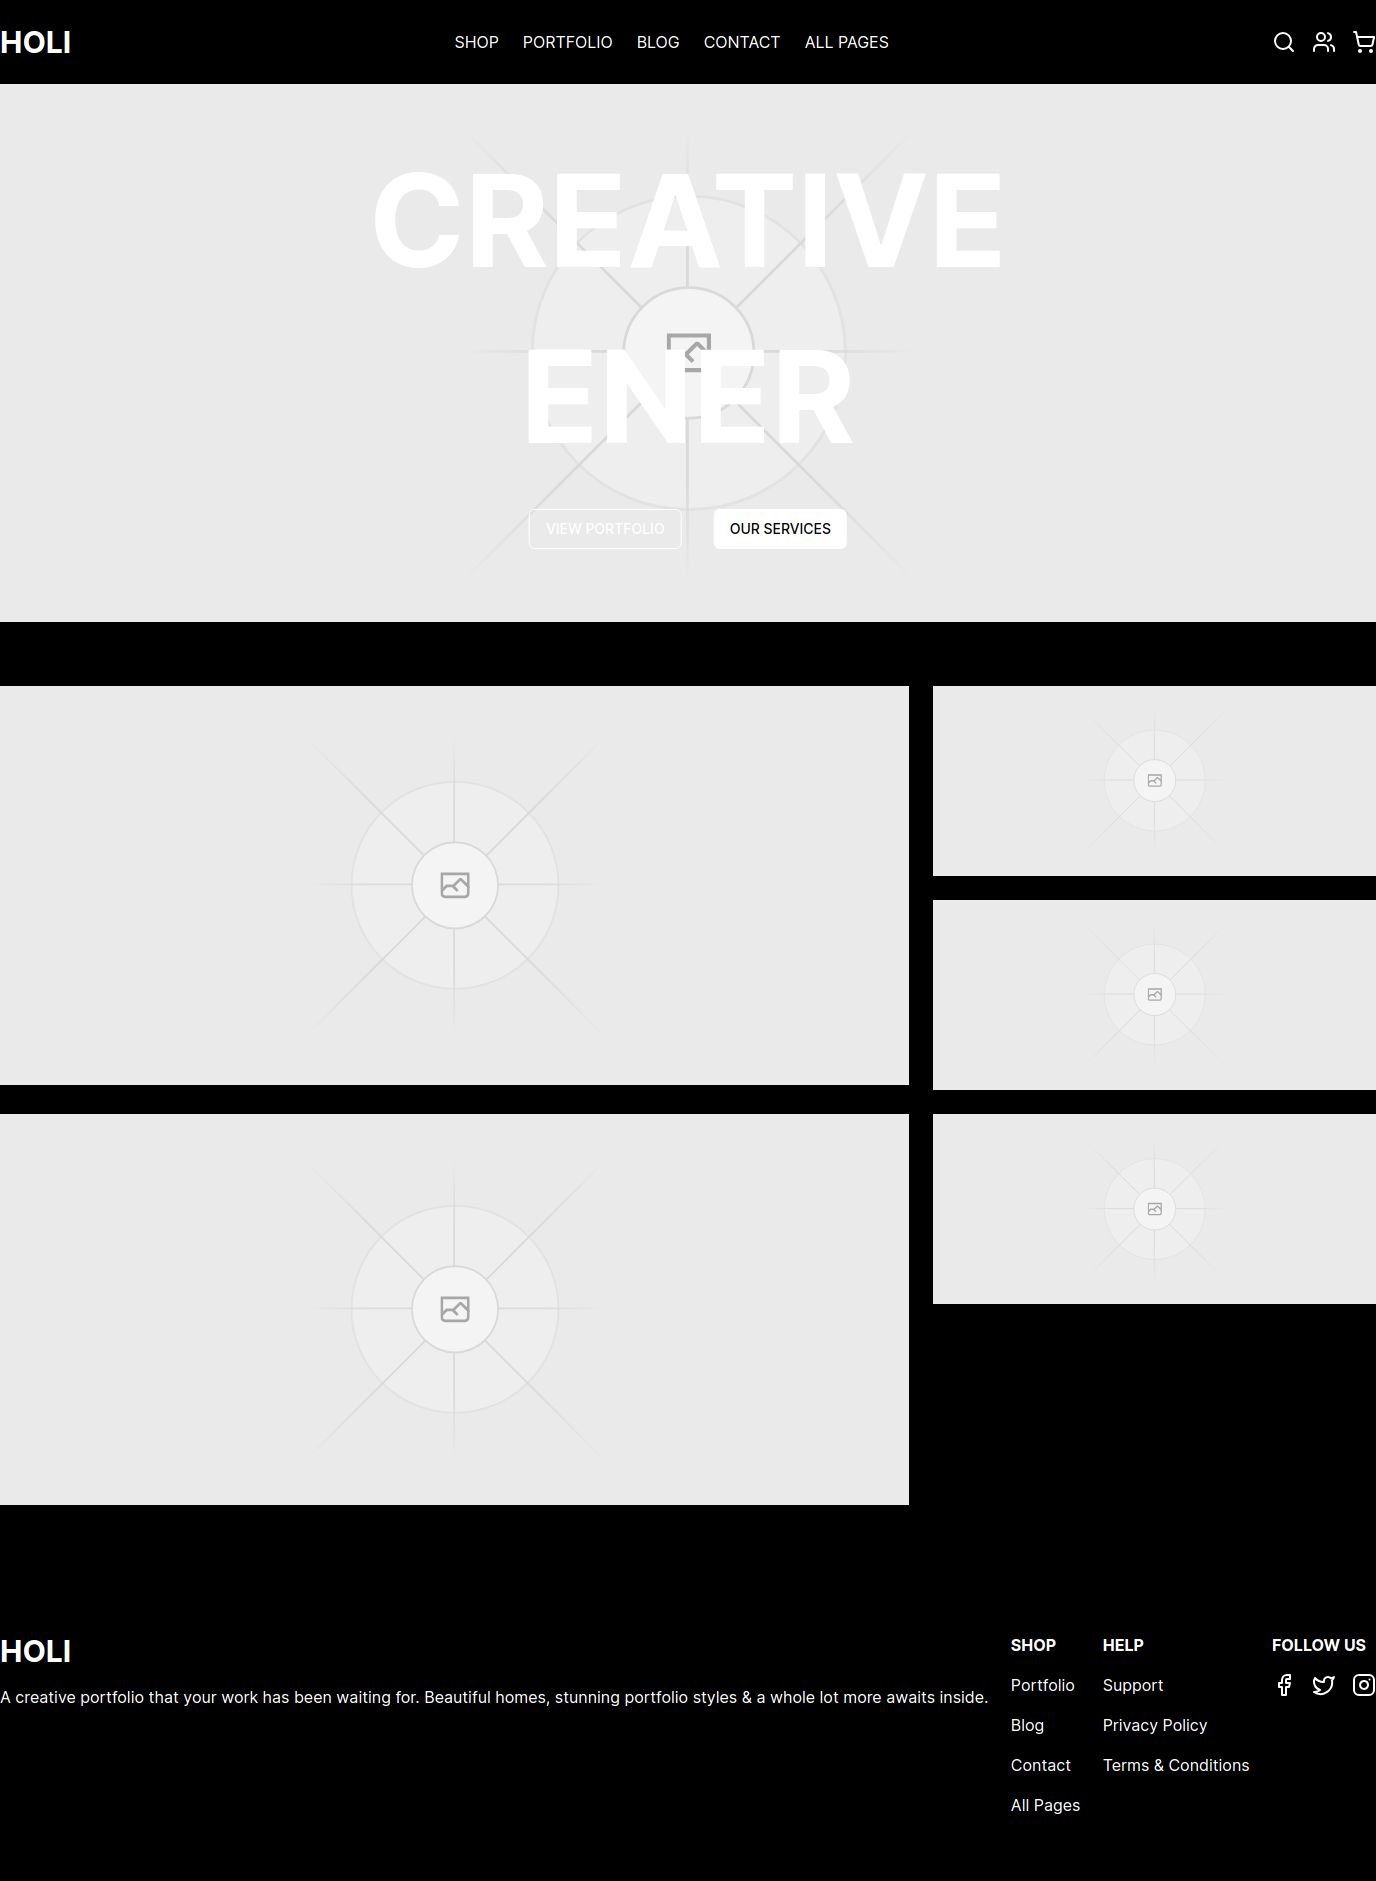 HOLI
SHOP PORTFOLIO BLOG CONTACT ALL PAGES
CREATIVE
ENER
VIEW PORTFOLIO OUR SERVICES
HOLI
A creative portfolio that your work has been waiting for. Beautiful homes, stunning portfolio styles & a whole lot more awaits inside.
SHOP
Portfolio
Blog
Contact
All Pages
HELP
Support
Privacy Policy
Terms & Conditions
FOLLOW US